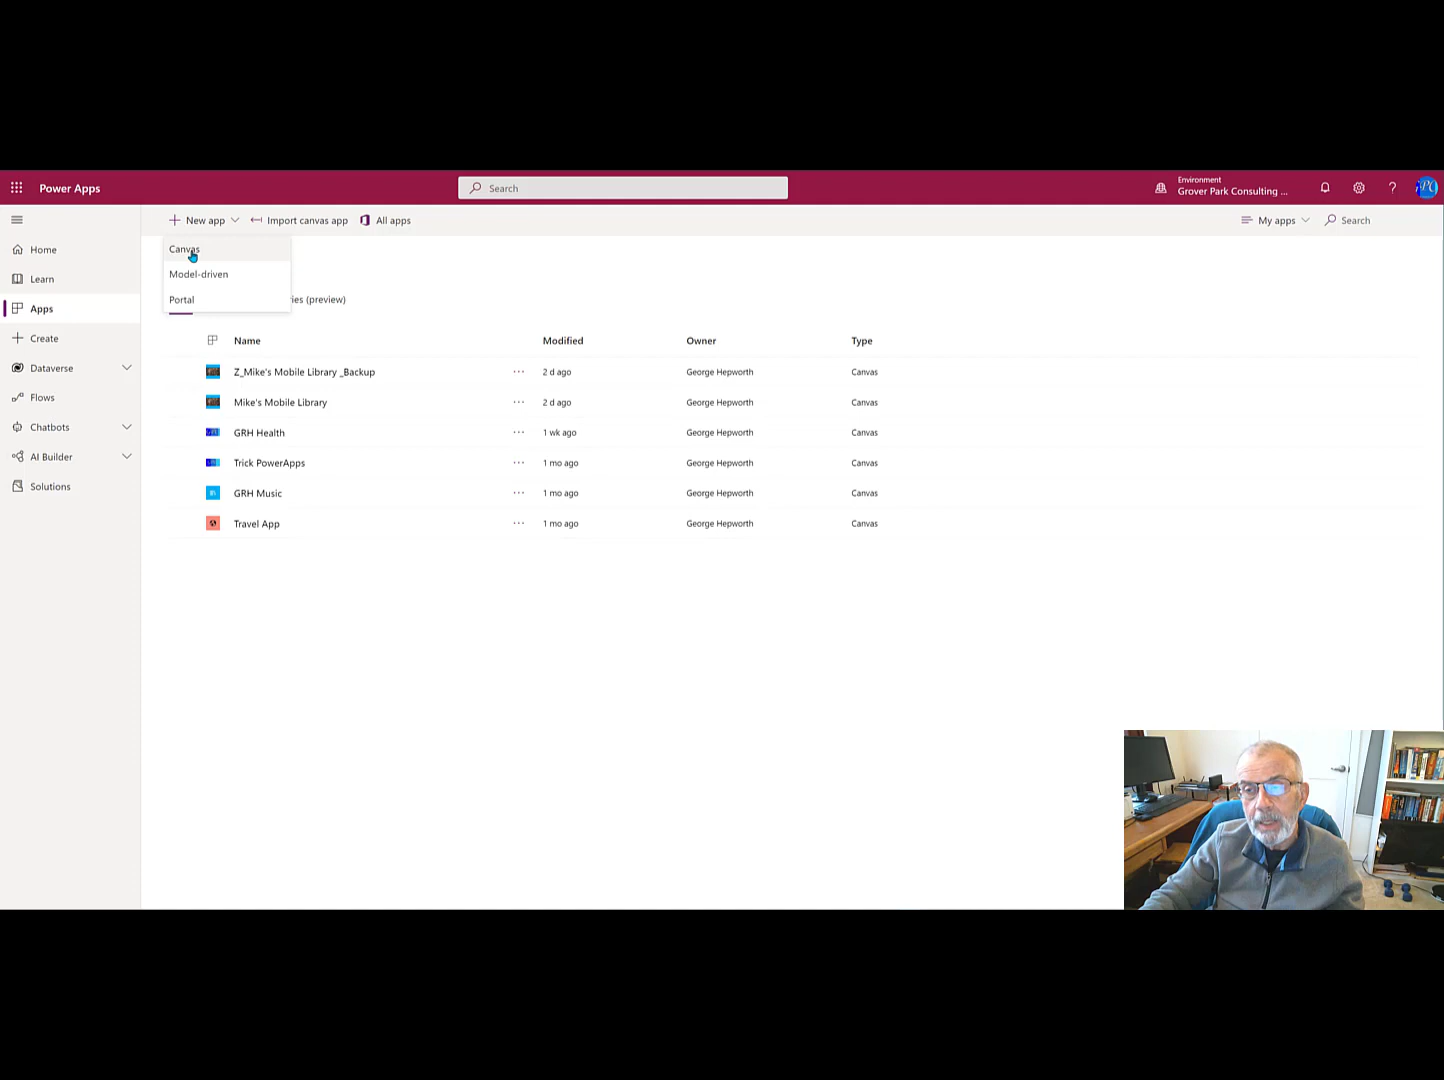 Power Apps
Search
Environment
Grover Park Consulting ...
?
New app
Import canvas app
All apps
My apps
Search
Home
Learn
Apps
Create
Dataverse
Flows
Chatbots
AI Builder
Solutions
Canvas
Model-driven
Portal
(preview)
Name Modified Owner Type
Z_Mike's Mobile Library _Backup ... 2 d ago George Hepworth Canvas
Mike's Mobile Library ... 2 d ago George Hepworth Canvas
GRH Health ... 1 wk ago George Hepworth Canvas
Trick PowerApps ... 1 mo ago George Hepworth Canvas
GRH Music ... 1 mo ago George Hepworth Canvas
Travel App ... 1 mo ago George Hepworth Canvas